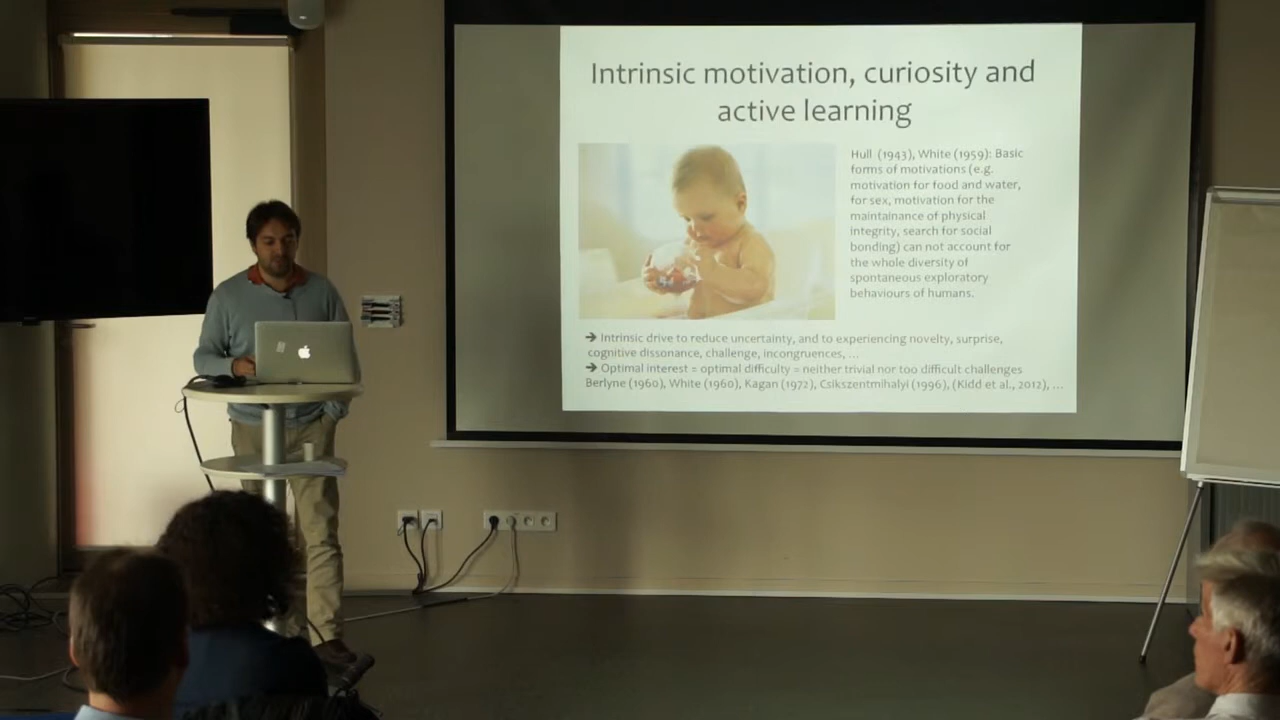 Intrinsic motivation, curiosity and
active learning
Hull (1943), White (1959): Basic
forms of motivations (e.g.
motivation for food and water,
for sex, motivation for the
maintainance of physical
integrity, search for social
bonding) can not account for
the whole diversity of
spontaneous exploratory
behaviours of humans.
➔ Intrinsic drive to reduce uncertainty, and to experiencing novelty, surprise,
cognitive dissonance, challenge, incongruences, ...
➔ Optimal interest = optimal difficulty = neither trivial nor too difficult challenges
Berlyne (1960), White (1960), Kagan (1972), Csikszentmihalyi (1996), (Kidd et al., 2012), ...